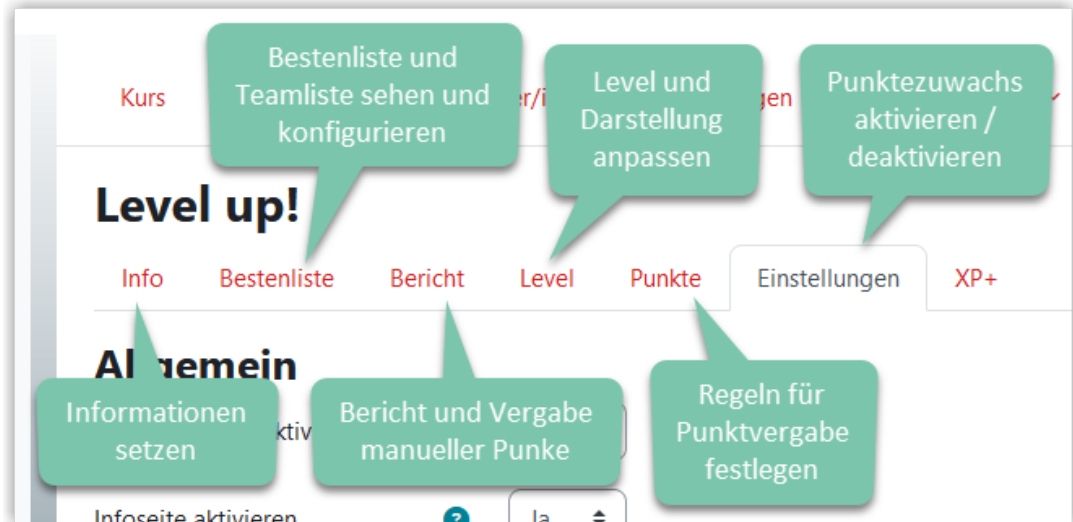 Bestenliste und
Teamliste sehen und
konfigurieren
Level und
Darstellung
anpassen
Punktezuwachs
aktivieren /
deaktivieren
Kurs
Level up!
Info Bestenliste Bericht Level Punkte Einstellungen XP+
Allgemein
Informationen
setzen
Bericht und Vergabe
manueller Punke
Regeln für
Punktvergabe
festlegen
Infoseite aktivieren ? Ja